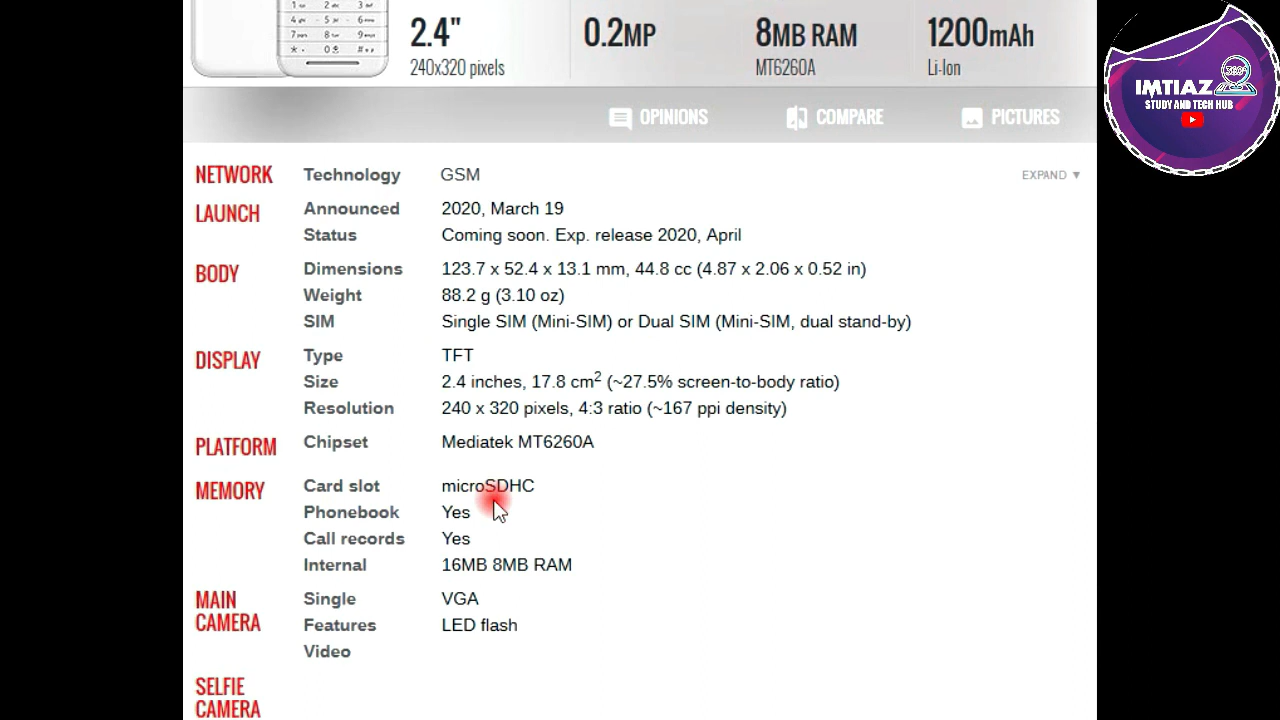 2.4" 0.2MP 8MB RAM 1200mAh
240x320 pixels MT6260A Li-Ion
OPINIONS COMPARE PICTURES
NETWORK Technology GSM EXPAND ▼
LAUNCH Announced 2020, March 19
Status Coming soon. Exp. release 2020, April
BODY Dimensions 123.7 x 52.4 x 13.1 mm, 44.8 cc (4.87 x 2.06 x 0.52 in)
Weight 88.2 g (3.10 oz)
SIM Single SIM (Mini-SIM) or Dual SIM (Mini-SIM, dual stand-by)
DISPLAY Type TFT
Size 2.4 inches, 17.8 cm2 (~27.5% screen-to-body ratio)
Resolution 240 x 320 pixels, 4:3 ratio (~167 ppi density)
PLATFORM Chipset Mediatek MT6260A
MEMORY Card slot microSDHC
Phonebook Yes
Call records Yes
Internal 16MB 8MB RAM
MAIN CAMERA Single VGA
Features LED flash
Video
SELFIE
CAMERA
360°
IMTIAZ
STUDY AND TECH HUB